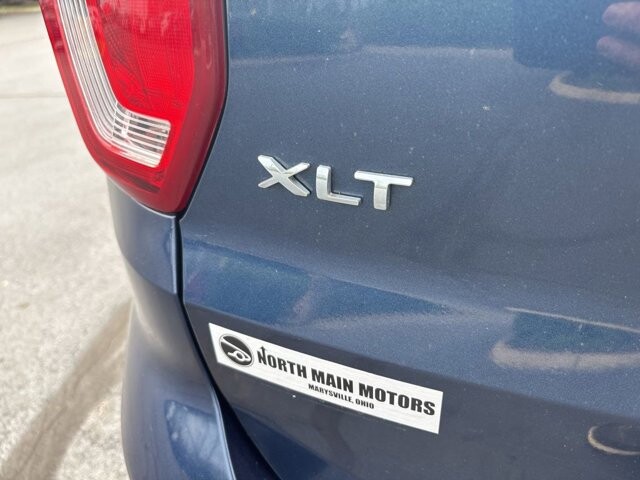 XLT
NORTH MAIN MOTORS
MARYSVILLE, OHIO